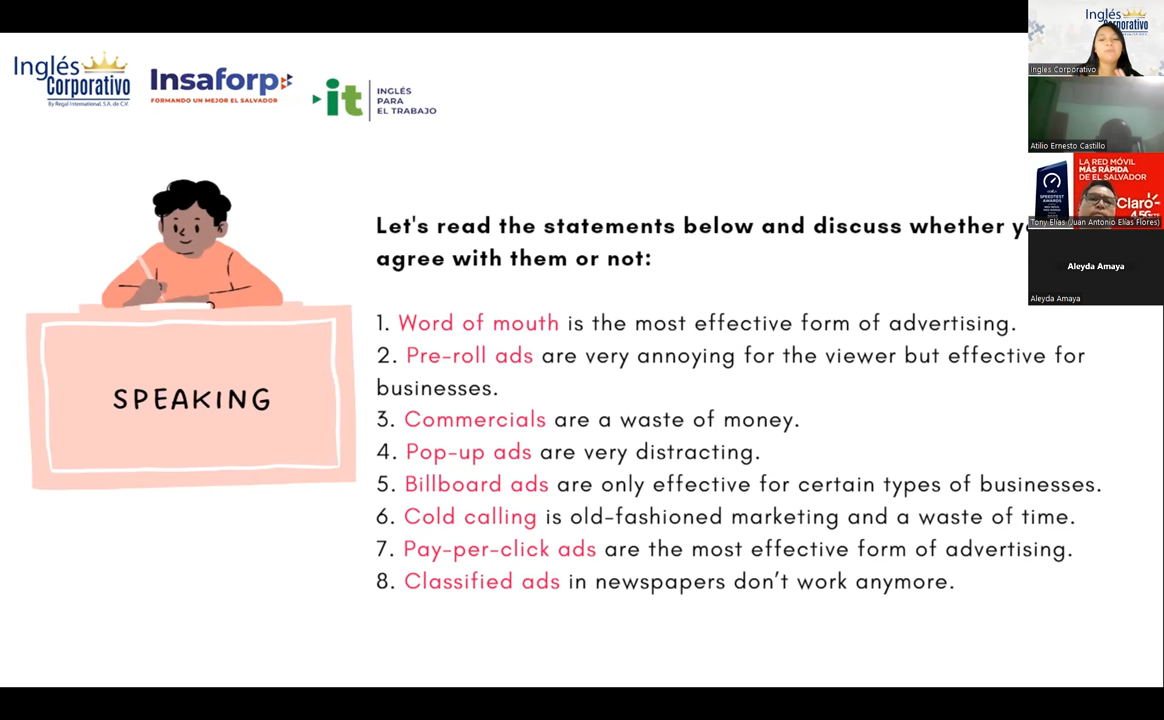 Inglés
Corporativo
By Regal International, S.A. de C.V.
Insaforp
FORMANDO UN MEJOR EL SALVADOR
it
INGLÉS
PARA
EL TRABAJO
Let's read the statements below and discuss whether
agree with them or not:
1. Word of mouth is the most effective form of advertising.
2. Pre-roll ads are very annoying for the viewer but effective for
businesses.
3. Commercials are a waste of money.
4. Pop-up ads are very distracting.
5. Billboard ads are only effective for certain types of businesses.
6. Cold calling is old-fashioned marketing and a waste of time.
7. Pay-per-click ads are the most effective form of advertising.
8. Classified ads in newspapers don't work anymore.
SPEAKING
Inglés
Corporativo
Ingles Corporativo
Atilio Ernesto Castillo
LA RED MÓVIL
MÁS RÁPIDA
DE EL SALVADOR
SPEEDTEST
AWARDS
Claro
4.5G
Tony Elias (Juan Antonio Elías Flores)
Aleyda Amaya
Aleyda Amaya